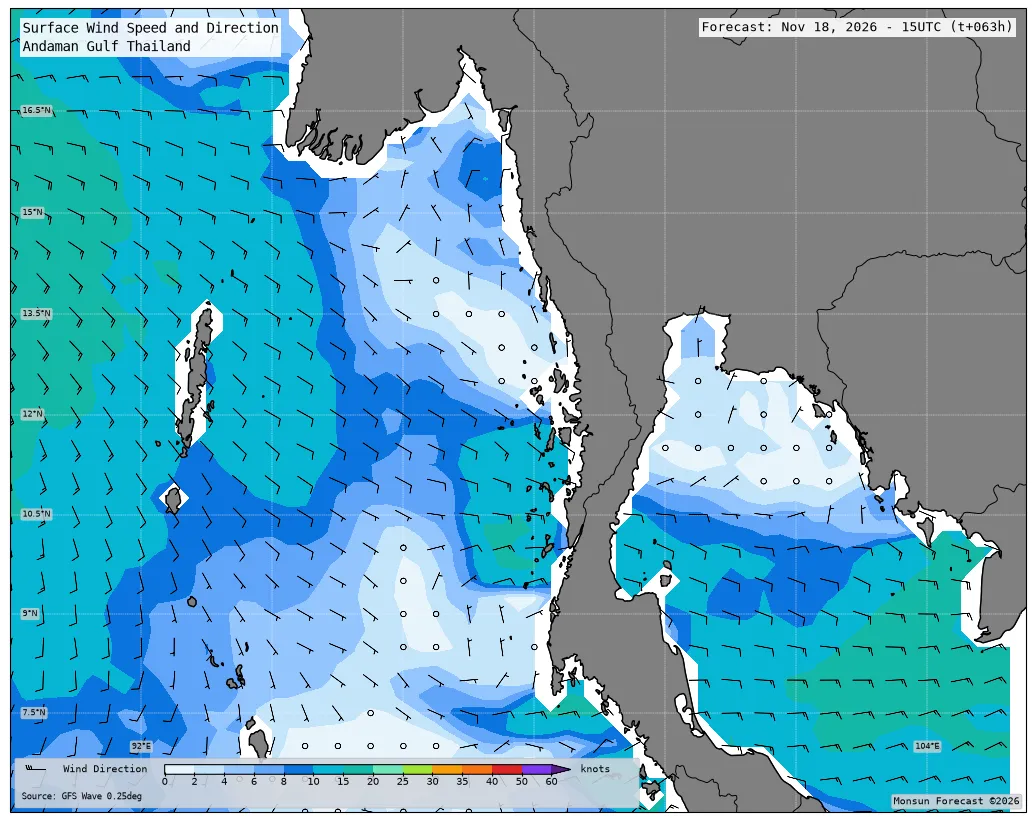 Surface Wind Speed and Direction
Andaman Gulf Thailand
Forecast: Nov 18, 2026 - 15UTC (t+063h)
16.5°N
15°N
13.5°N
12°N
10.5°N
9°N
7.5°N
92°E
104°E
Wind Direction
0 2 4 6 8 10 15 20 25 30 35 40 50 60
knots
Source: GFS Wave 0.25deg
Monsun Forecast ©2026